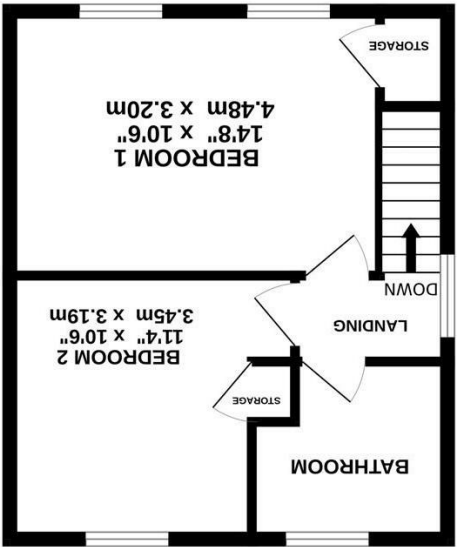 BATHROOM
STORAGE
BEDROOM 2
11'4" x 10'6"
3.45m x 3.19m
LANDING
DOWN
BEDROOM 1
14'8" x 10'6"
4.48m x 3.20m
STORAGE